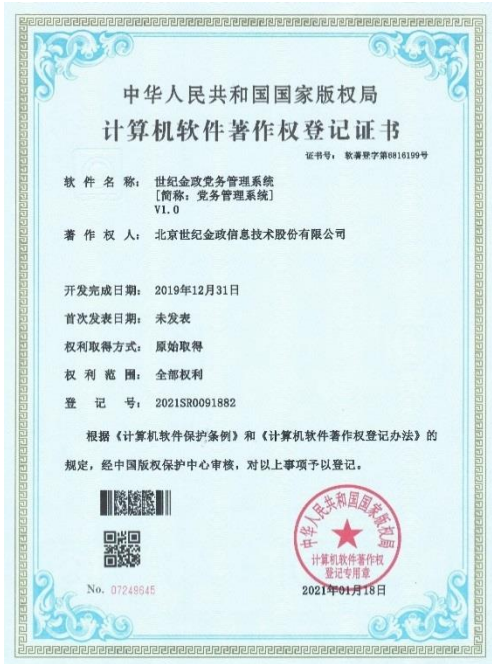 中华人民共和国国家版权局
计算机软件著作权登记证书
证书号： 软著登字第6816199号
软件名称： 世纪金政党务管理系统
[简称：党务管理系统]
V1.0
著作权人： 北京世纪金政信息技术股份有限公司
开发完成日期： 2019年12月31日
首次发表日期： 未发表
权利取得方式： 原始取得
权利范围： 全部权利
登记号： 2021SR0091882
根据《计算机软件保护条例》和《计算机软件著作权登记办法》的
规定，经中国版权保护中心审核，对以上事项予以登记。
中华人民共和国国家版权局
计算机软件著作权
登记专用章
No. 07249645
2021年01月18日